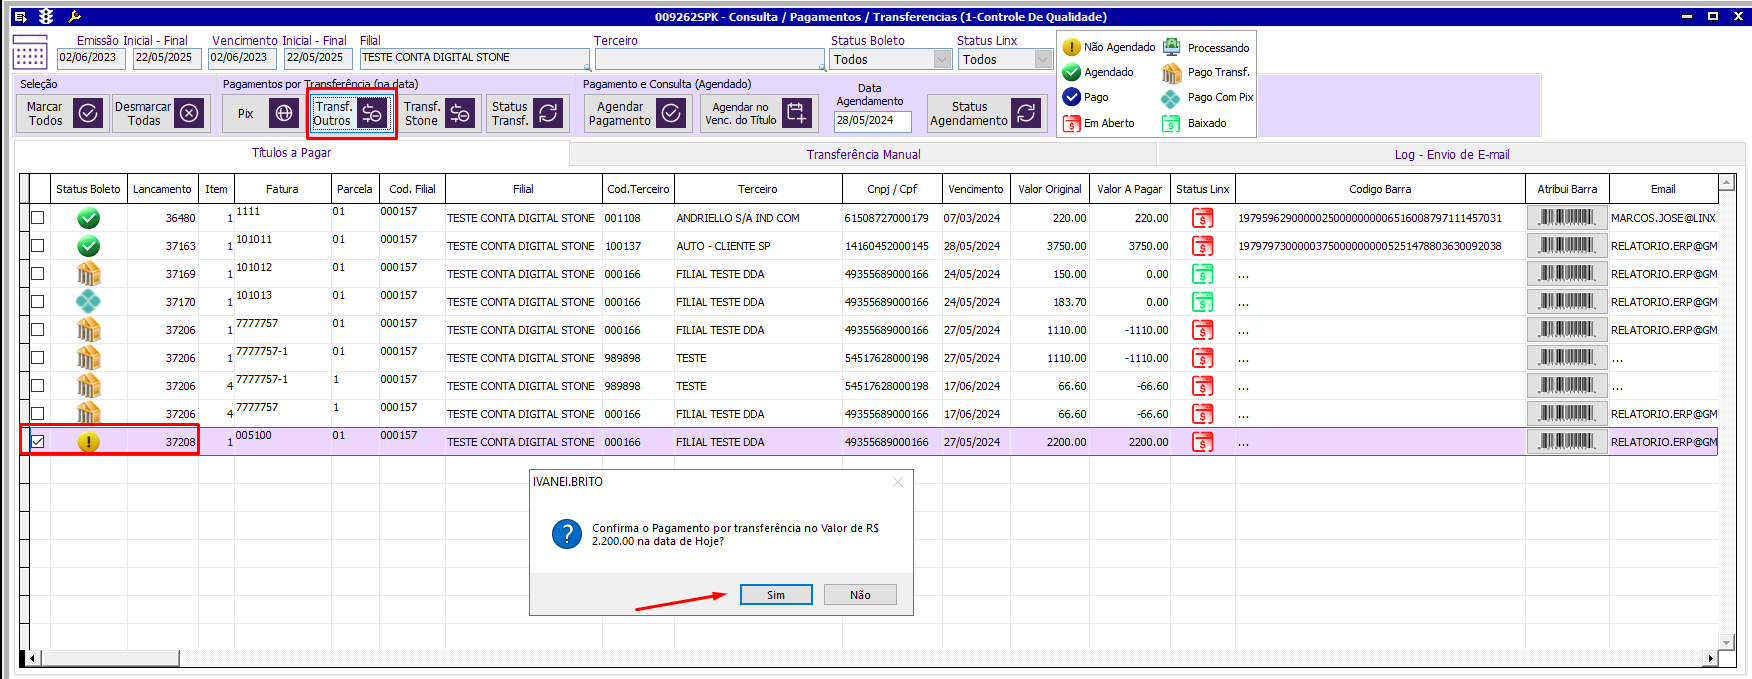 009262SPK - Consulta / Pagamentos / Transferencias (1-Controle De Qualidade)
Emissão Inicial - Final Vencimento Inicial - Final Filial Terceiro Status Boleto Status Linx
02/06/2023 22/05/2025 02/06/2023 22/05/2025 TESTE CONTA DIGITAL STONE Todos Todos
Não Agendado Processando
Agendado Pago Transf.
Pago Pago Com Pix
Em Aberto Baixado
Seleção Pagamentos por Transferência (na data) Pagamento e Consulta (Agendado)
Marcar Todos
Desmarcar Todas
Pix
Transf. Outros
Transf. Stone
Status Transf.
Agendar Pagamento
Agendar no Venc. do Título
Data Agendamento
28/05/2024
Status Agendamento
Títulos a Pagar Transferência Manual Log - Envio de E-mail
Status Boleto Lancamento Item Fatura Parcela Cod. Filial Filial Cod.Terceiro Terceiro Cnpj / Cpf Vencimento Valor Original Valor A Pagar Status Linx Codigo Barra Atribui Barra Email
36480 1 1111 01 000157 TESTE CONTA DIGITAL STONE 001108 ANDRIELLO S/A IND COM 61508727000179 07/03/2024 220.00 220.00 19795962900000250000000006516008797111457031 MARCOS.JOSE@LINX
37163 1 101011 01 000157 TESTE CONTA DIGITAL STONE 100137 AUTO - CLIENTE SP 14160452000145 28/05/2024 3750.00 3750.00 19797973000003750000000005251478803630092038 RELATORIO.ERP@GM
37169 1 101012 01 000157 TESTE CONTA DIGITAL STONE 000166 FILIAL TESTE DDA 49355689000166 24/05/2024 150.00 0.00 ... RELATORIO.ERP@GM
37170 1 101013 01 000157 TESTE CONTA DIGITAL STONE 000166 FILIAL TESTE DDA 49355689000166 24/05/2024 183.70 0.00 ... RELATORIO.ERP@GM
37206 1 7777757 01 000157 TESTE CONTA DIGITAL STONE 000166 FILIAL TESTE DDA 49355689000166 27/05/2024 1110.00 -1110.00 ... RELATORIO.ERP@GM
37206 1 7777757-1 01 000157 TESTE CONTA DIGITAL STONE 989898 TESTE 54517628000198 27/05/2024 1110.00 -1110.00 ... ...
37206 4 7777757-1 1 000157 TESTE CONTA DIGITAL STONE 989898 TESTE 54517628000198 17/06/2024 66.60 -66.60 ... ...
37206 4 7777757 1 000157 TESTE CONTA DIGITAL STONE 000166 FILIAL TESTE DDA 49355689000166 17/06/2024 66.60 -66.60 ... RELATORIO.ERP@GM
37208 1 005100 01 000157 TESTE CONTA DIGITAL STONE 000166 FILIAL TESTE DDA 49355689000166 27/05/2024 2200.00 2200.00 ... RELATORIO.ERP@GM
IVANEI.BRITO
Confirma o Pagamento por transferência no Valor de R$
2.200.00 na data de Hoje?
Sim Não